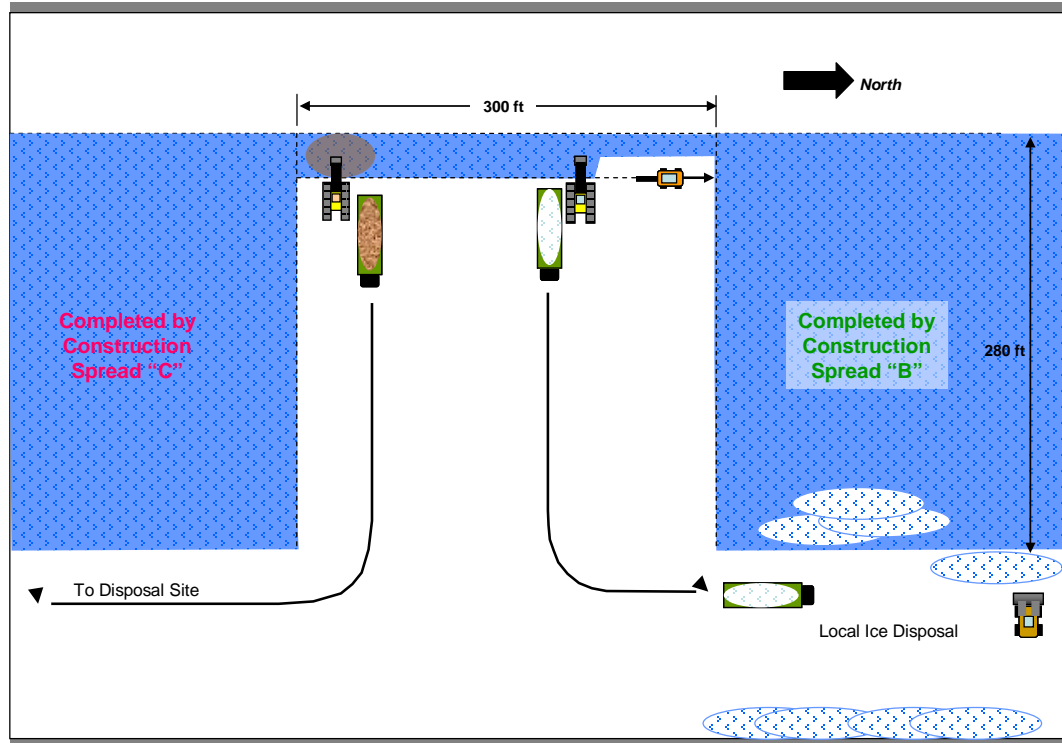 300 ft
North
Completed by
Construction
Spread “C”
Completed by
Construction
Spread “B”
280 ft
To Disposal Site
Local Ice Disposal